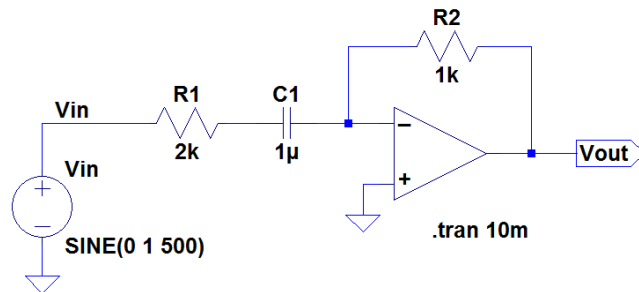 R2
1k
R1
C1
Vin
2k
1µ
Vin
Vout
SINE(0 1 500)
.tran 10m